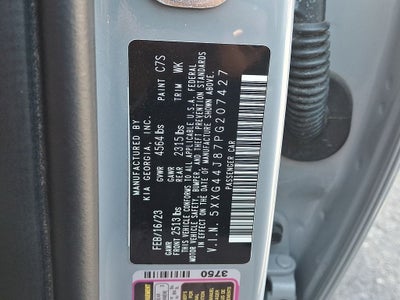 MANUFACTURED BY
KIA GEORGIA, INC.
PAINT C7S
FEB/16/23 GVWR 4564 lbs TRIM WK
GAWR FRONT 2513 lbs GAWR REAR 2315 lbs
THIS VEHICLE CONFORMS TO ALL APPLICABLE U.S.A. FEDERAL
MOTOR VEHICLE SAFETY, BUMPER, AND THEFT PREVENTION STANDARDS
IN EFFECT ON THE DATE OF MANUFACTURE SHOWN ABOVE.
PASSENGER CAR
V.I.N. 5XXG44J87PG207427
3750